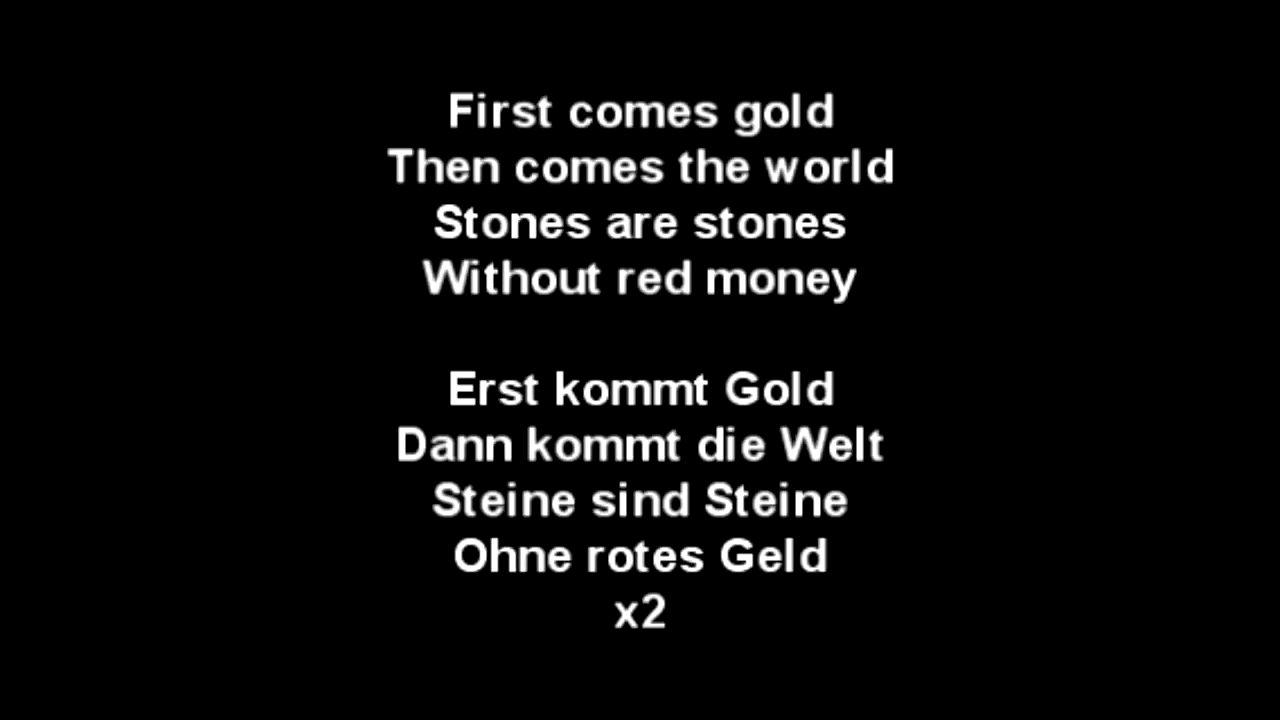 First comes gold
Then comes the world
Stones are stones
Without red money
Erst kommt Gold
Dann kommt die Welt
Steine sind Steine
Ohne rotes Geld
x2